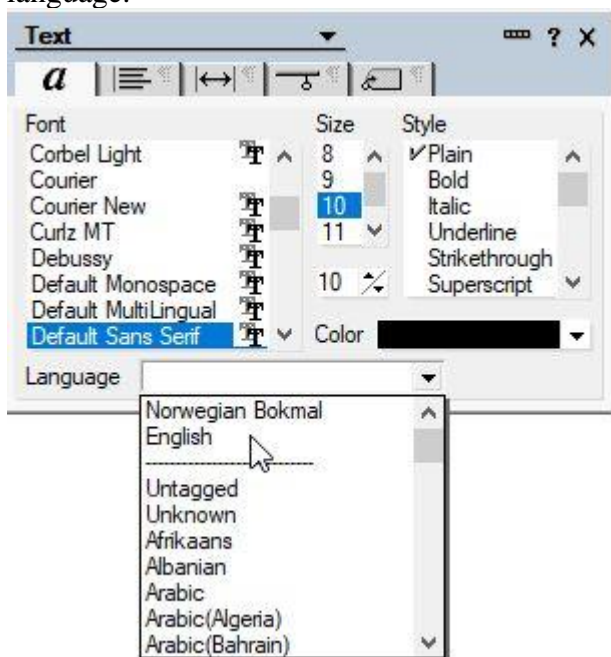 language.
Text
? X
a
Font Size Style
Corbel Light 8 ✔Plain
Courier 9 Bold
Courier New 10 Italic
Curlz MT 11 Underline
Debussy Strikethrough
Default Monospace 10 Superscript
Default MultiLingual
Default Sans Serif Color
Language
Norwegian Bokmal
English
--------------------
Untagged
Unknown
Afrikaans
Albanian
Arabic
Arabic(Algeria)
Arabic(Bahrain)